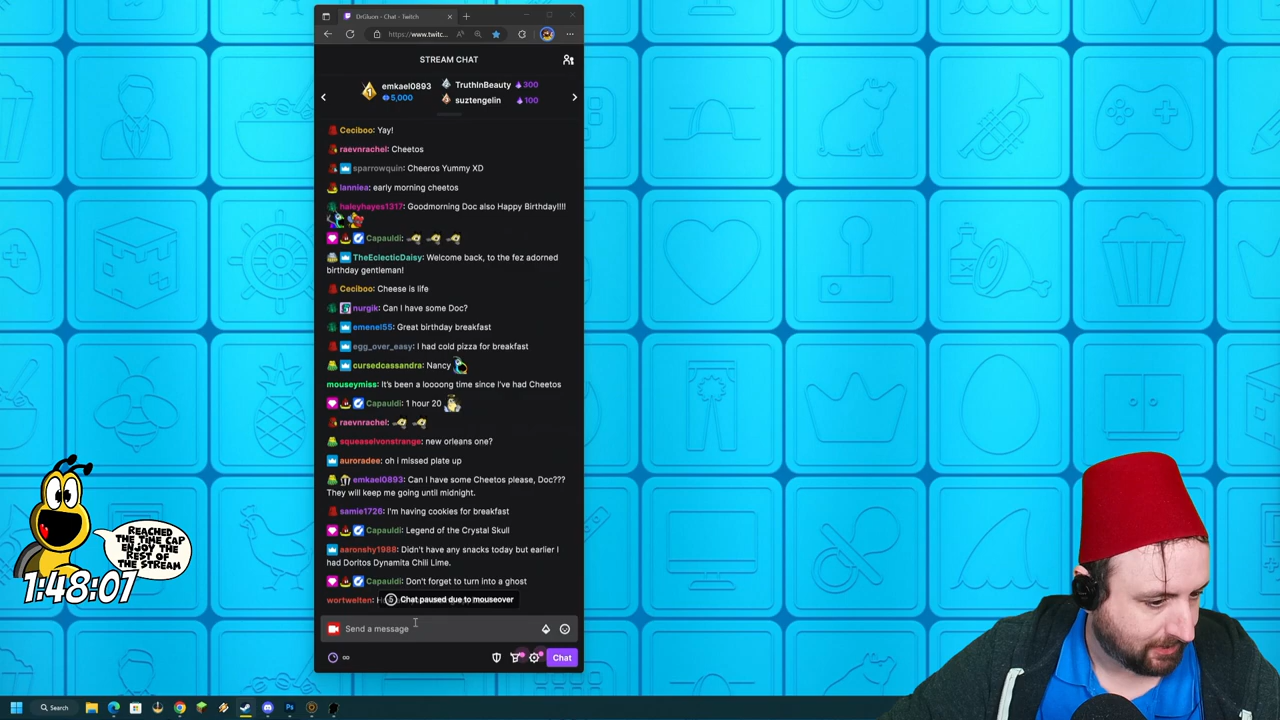 DrGluon - Chat - Twitch
https://www.twitc...
STREAM CHAT
emkael0893
5,000
TruthInBeauty 300
suztengelin 100
Ceciboo: Yay!
raevnrachel: Cheetos
sparrowquin: Cheeros Yummy XD
lanniea: early morning cheetos
haleyhayes1317: Goodmorning Doc also Happy Birthday!!!!
Capauldi:
TheEclecticDaisy: Welcome back, to the fez adorned
birthday gentleman!
Ceciboo: Cheese is life
nurgik: Can I have some Doc?
emenel55: Great birthday breakfast
egg_over_easy: I had cold pizza for breakfast
cursedcassandra: Nancy
mouseymiss: It's been a loooong time since I've had Cheetos
Capauldi: 1 hour 20
raevnrachel:
squeaselvonstrange: new orleans one?
auroradee: oh i missed plate up
emkael0893: Can I have some Cheetos please, Doc???
They will keep me going until midnight.
samie1726: I'm having cookies for breakfast
Capauldi: Legend of the Crystal Skull
aaronshy1988: Didn't have any snacks today but earlier I
had Doritos Dynamita Chili Lime.
Capauldi: Don't forget to turn into a ghost
wortwelten:
Chat paused due to mouseover
Send a message
∞
Chat
REACHED
THE TIME CAP
ENJOY THE
REST OF
THE STREAM
1:48:07
Search